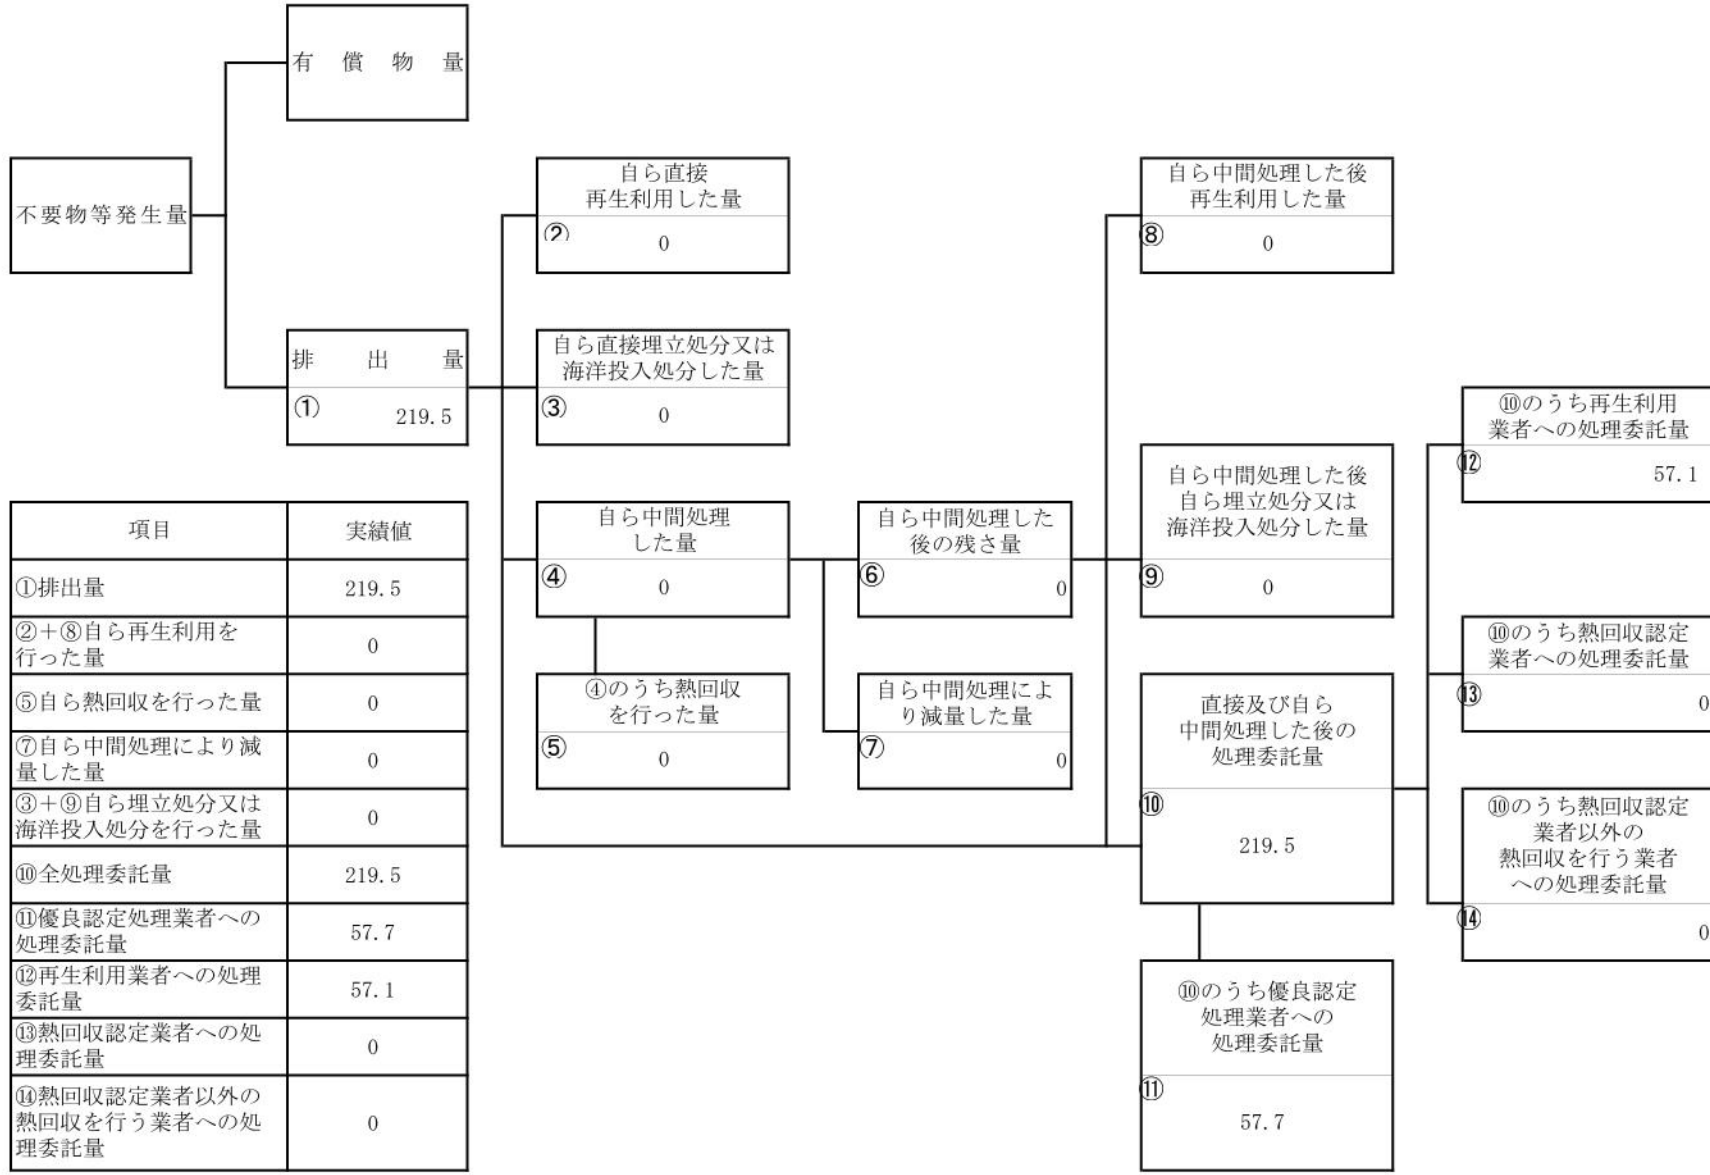 有償物量
不要物等発生量
排出量
①
219.5
自ら直接
再生利用した量
②
0
自ら直接埋立処分又は
海洋投入処分した量
③
0
自ら中間処理
した量
④
0
④のうち熱回収
を行った量
⑤
0
自ら中間処理した
後の残さ量
⑥
0
自ら中間処理によ
り減量した量
⑦
0
自ら中間処理した後
再生利用した量
⑧
0
自ら中間処理した後
自ら埋立処分又は
海洋投入処分した量
⑨
0
直接及び自ら
中間処理した後の
処理委託量
⑩
219.5
⑩のうち優良認定
処理業者への
処理委託量
⑪
57.7
⑩のうち再生利用
業者への処理委託量
⑫
57.1
⑩のうち熱回収認定
業者への処理委託量
⑬
0
⑩のうち熱回収認定
業者以外の
熱回収を行う業者
への処理委託量
⑭
0
項目 実績値
①排出量 219.5
②+⑧自ら再生利用を
行った量 0
⑤自ら熱回収を行った量 0
⑦自ら中間処理により減
量した量 0
③+⑨自ら埋立処分又は
海洋投入処分を行った量 0
⑩全処理委託量 219.5
⑪優良認定処理業者への
処理委託量 57.7
⑫再生利用業者への処理
委託量 57.1
⑬熱回収認定業者への処
理委託量 0
⑭熱回収認定業者以外の
熱回収を行う業者への処
理委託量 0